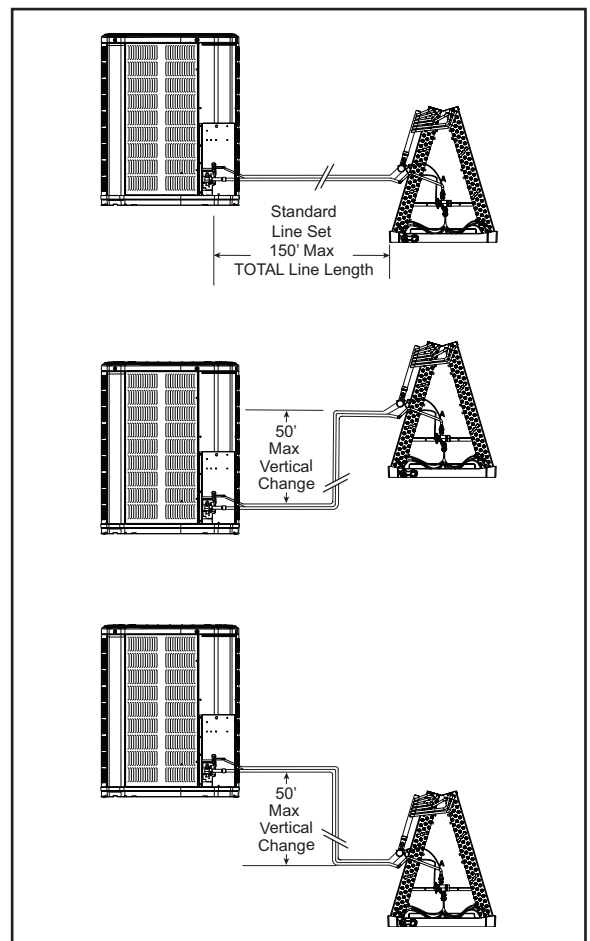 Standard
Line Set
150' Max
TOTAL Line Length
50'
Max
Vertical
Change
50'
Max
Vertical
Change